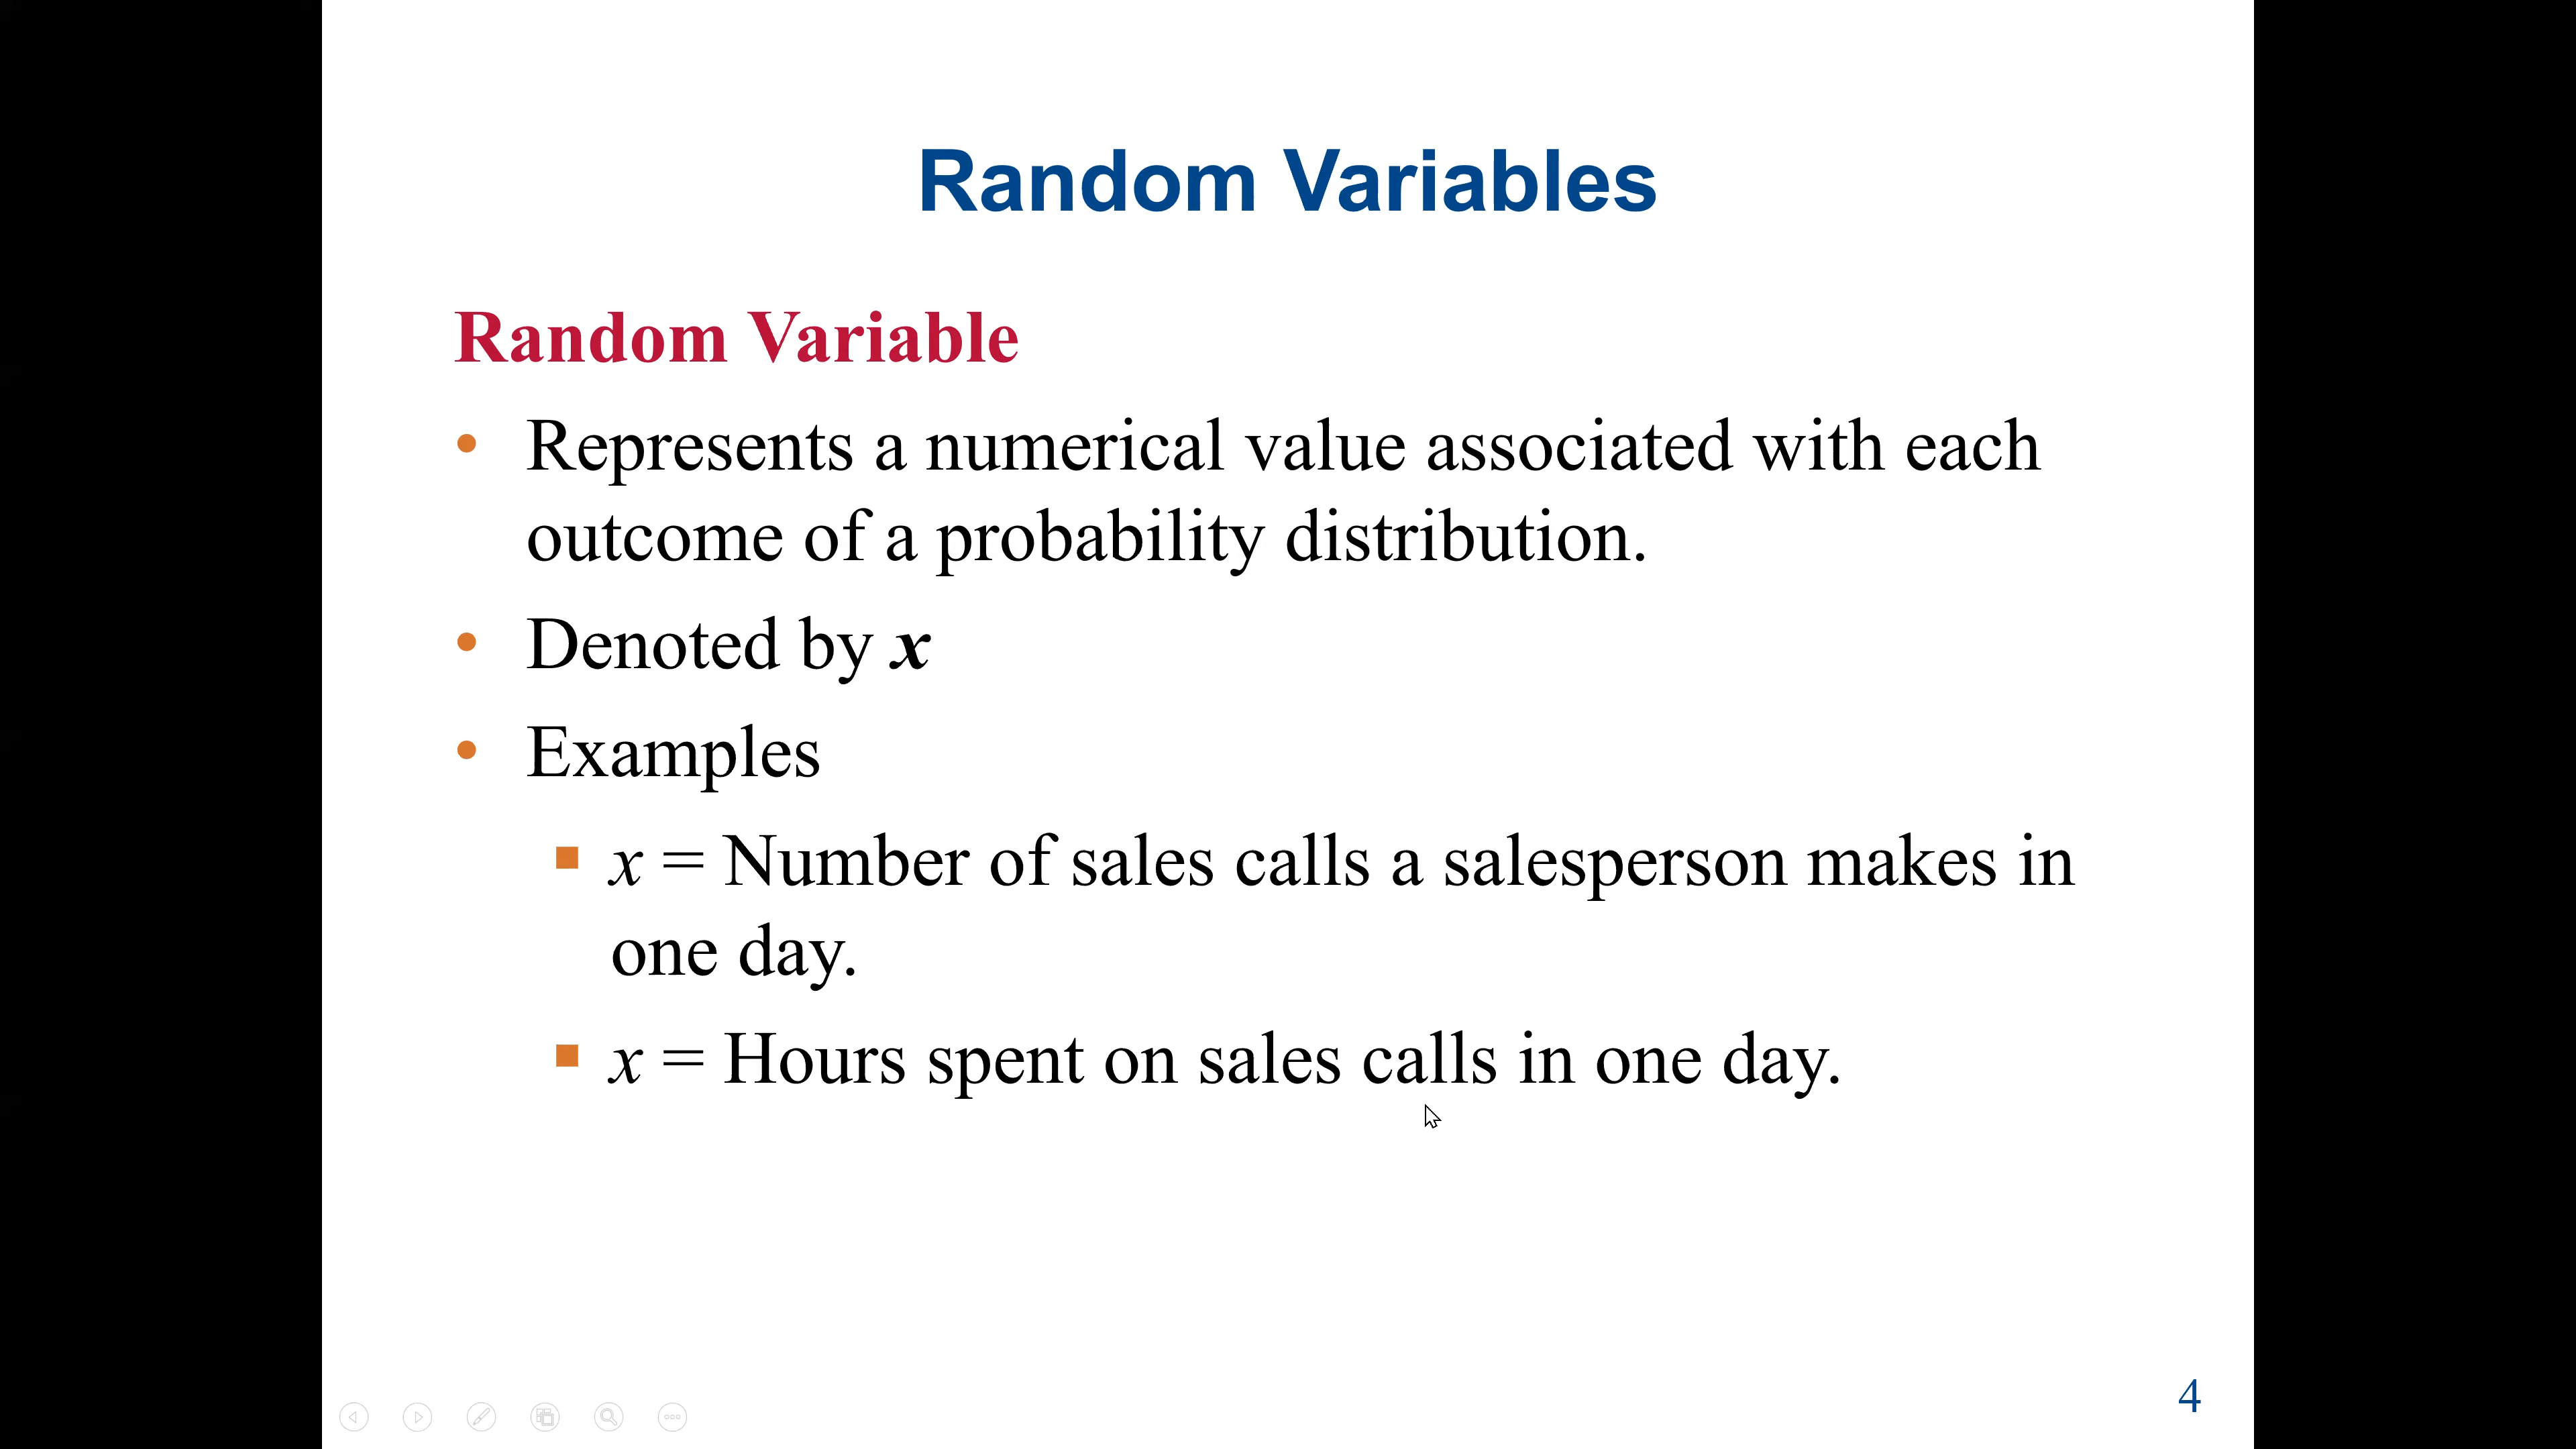 Random Variables
Random Variable
• Represents a numerical value associated with each
outcome of a probability distribution.
• Denoted by x
• Examples
▪ x = Number of sales calls a salesperson makes in
one day.
▪ x = Hours spent on sales calls in one day.
4